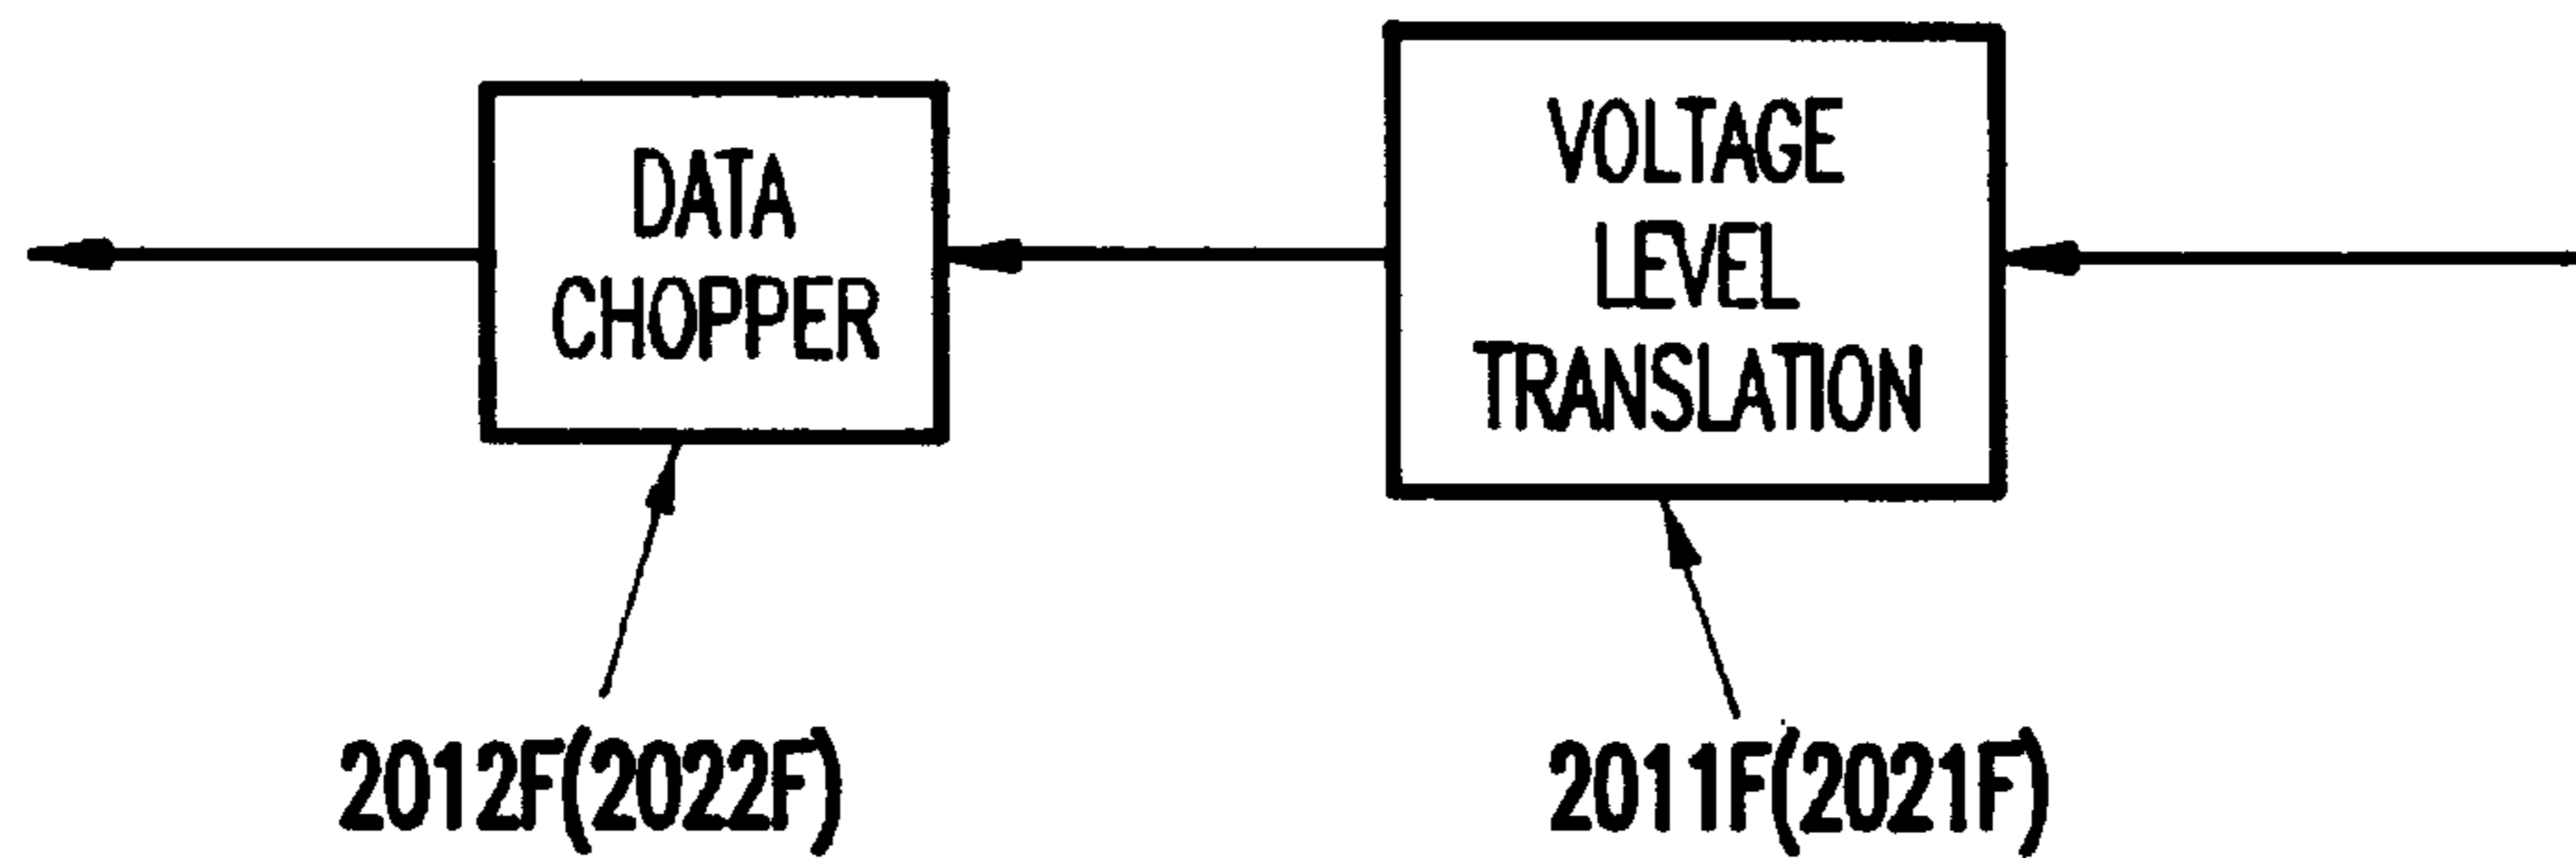 DATA
CHOPPER
VOLTAGE
LEVEL
TRANSLATION
2012F(2022F)
2011F(2021F)